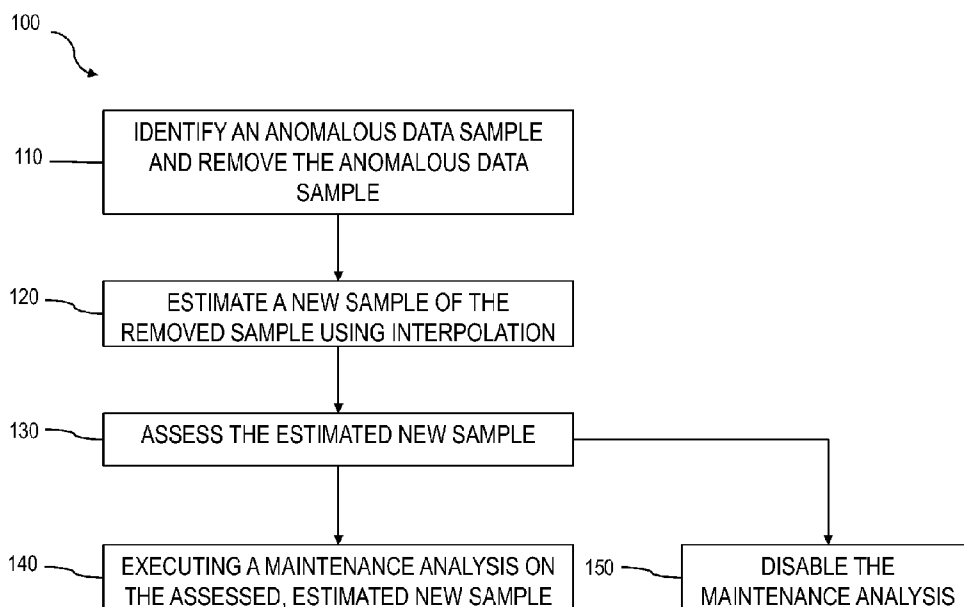 100
110
IDENTIFY AN ANOMALOUS DATA SAMPLE
AND REMOVE THE ANOMALOUS DATA
SAMPLE
120
ESTIMATE A NEW SAMPLE OF THE
REMOVED SAMPLE USING INTERPOLATION
130
ASSESS THE ESTIMATED NEW SAMPLE
140
EXECUTING A MAINTENANCE ANALYSIS ON
THE ASSESSED, ESTIMATED NEW SAMPLE
150
DISABLE THE
MAINTENANCE ANALYSIS